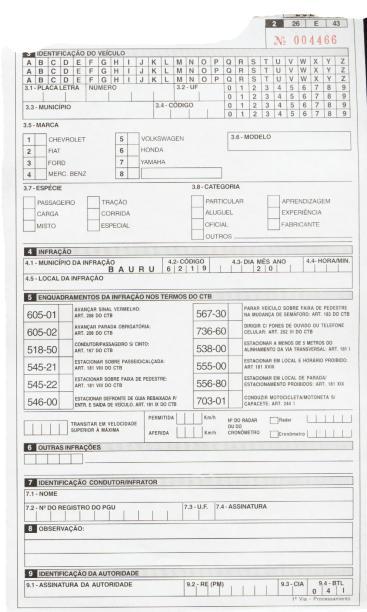 2 26 E 43
Nº 004466
3 IDENTIFICAÇÃO DO VEÍCULO
A B C D E F G H I J K L M N O P Q R S T U V W X Y Z
A B C D E F G H I J K L M N O P Q R S T U V W X Y Z
A B C D E F G H I J K L M N O P Q R S T U V W X Y Z
3.1 - PLACA LETRA NÚMERO 3.2 - UF 0 1 2 3 4 5 6 7 8 9
0 1 2 3 4 5 6 7 8 9
3.3 - MUNICÍPIO 3.4 - CÓDIGO 0 1 2 3 4 5 6 7 8 9
0 1 2 3 4 5 6 7 8 9
3.5 - MARCA
1 CHEVROLET 5 VOLKSWAGEN 3.6 - MODELO
2 FIAT 6 HONDA
3 FORD 7 YAMAHA
4 MERC. BENZ 8
3.7 - ESPÉCIE 3.8 - CATEGORIA
PASSAGEIRO TRAÇÃO PARTICULAR APRENDIZAGEM
CARGA CORRIDA ALUGUEL EXPERIÊNCIA
MISTO ESPECIAL OFICIAL FABRICANTE
OUTROS
4 INFRAÇÃO
4.1 - MUNICÍPIO DA INFRAÇÃO 4.2 - CÓDIGO 4.3 - DIA MÊS ANO 4.4 - HORA/MIN.
BAURU 6 2 1 9 2 0
4.5 - LOCAL DA INFRAÇÃO
5 ENQUADRAMENTOS DA INFRAÇÃO NOS TERMOS DO CTB
605-01 AVANÇAR SINAL VERMELHO: ART. 208 DO CTB
567-30 PARAR VEÍCULO SOBRE FAIXA DE PEDESTRE NA MUDANÇA DE SEMAFORO: ART. 183 DO CTB
605-02 AVANÇAR PARADA OBRIGATÓRIA: ART. 208 DO CTB
736-60 DIRIGIR C/ FONES DE OUVIDO OU TELEFONE CELULAR: ART. 252 VI DO CTB
518-50 CONDUTOR/PASSAGEIRO S/ CINTO: ART. 167 DO CTB
538-00 ESTACIONAR A MENOS DE 5 METROS DO ALINHAMENTO DA VIA TRANSVERSAL: ART. 181 I
545-21 ESTACIONAR SOBRE PASSEIO/CALÇADA: ART. 181 VIII DO CTB
555-00 ESTACIONAR EM LOCAL E HORÁRIO PROIBIDO: ART 181 XVIII
545-22 ESTACIONAR SOBRE FAIXA DE PEDESTRE: ART. 181 VIII DO CTB
556-80 ESTACIONAR EM LOCAL DE PARADA/ ESTACIONAMENTO PROIBIDOS: ART. 181 XIX
546-00 ESTACIONAR DEFRONTE DE GUIA REBAIXADA P/ ENTR. E SAÍDA DE VEÍCULO: ART. 181 IX DO CTB
703-01 CONDUZIR MOTOCICLETA/MOTONETA S/ CAPACETE: ART. 244 I
TRANSITAR EM VELOCIDADE SUPERIOR À MÁXIMA PERMITIDA Km/h Nº DO RADAR OU DO CRONÔMETRO Radar
AFERIDA Km/h Cronômetro
6 OUTRAS INFRAÇÕES
7 IDENTIFICAÇÃO CONDUTOR/INFRATOR
7.1 - NOME
7.2 - Nº DO REGISTRO DO PGU 7.3 - U.F. 7.4 - ASSINATURA
8 OBSERVAÇÃO:
9 IDENTIFICAÇÃO DA AUTORIDADE
9.1 - ASSINATURA DA AUTORIDADE 9.2 - RE (PM) 9.3 - CIA 9.4 - BTL
0 4 I
1ª Via - Processamento